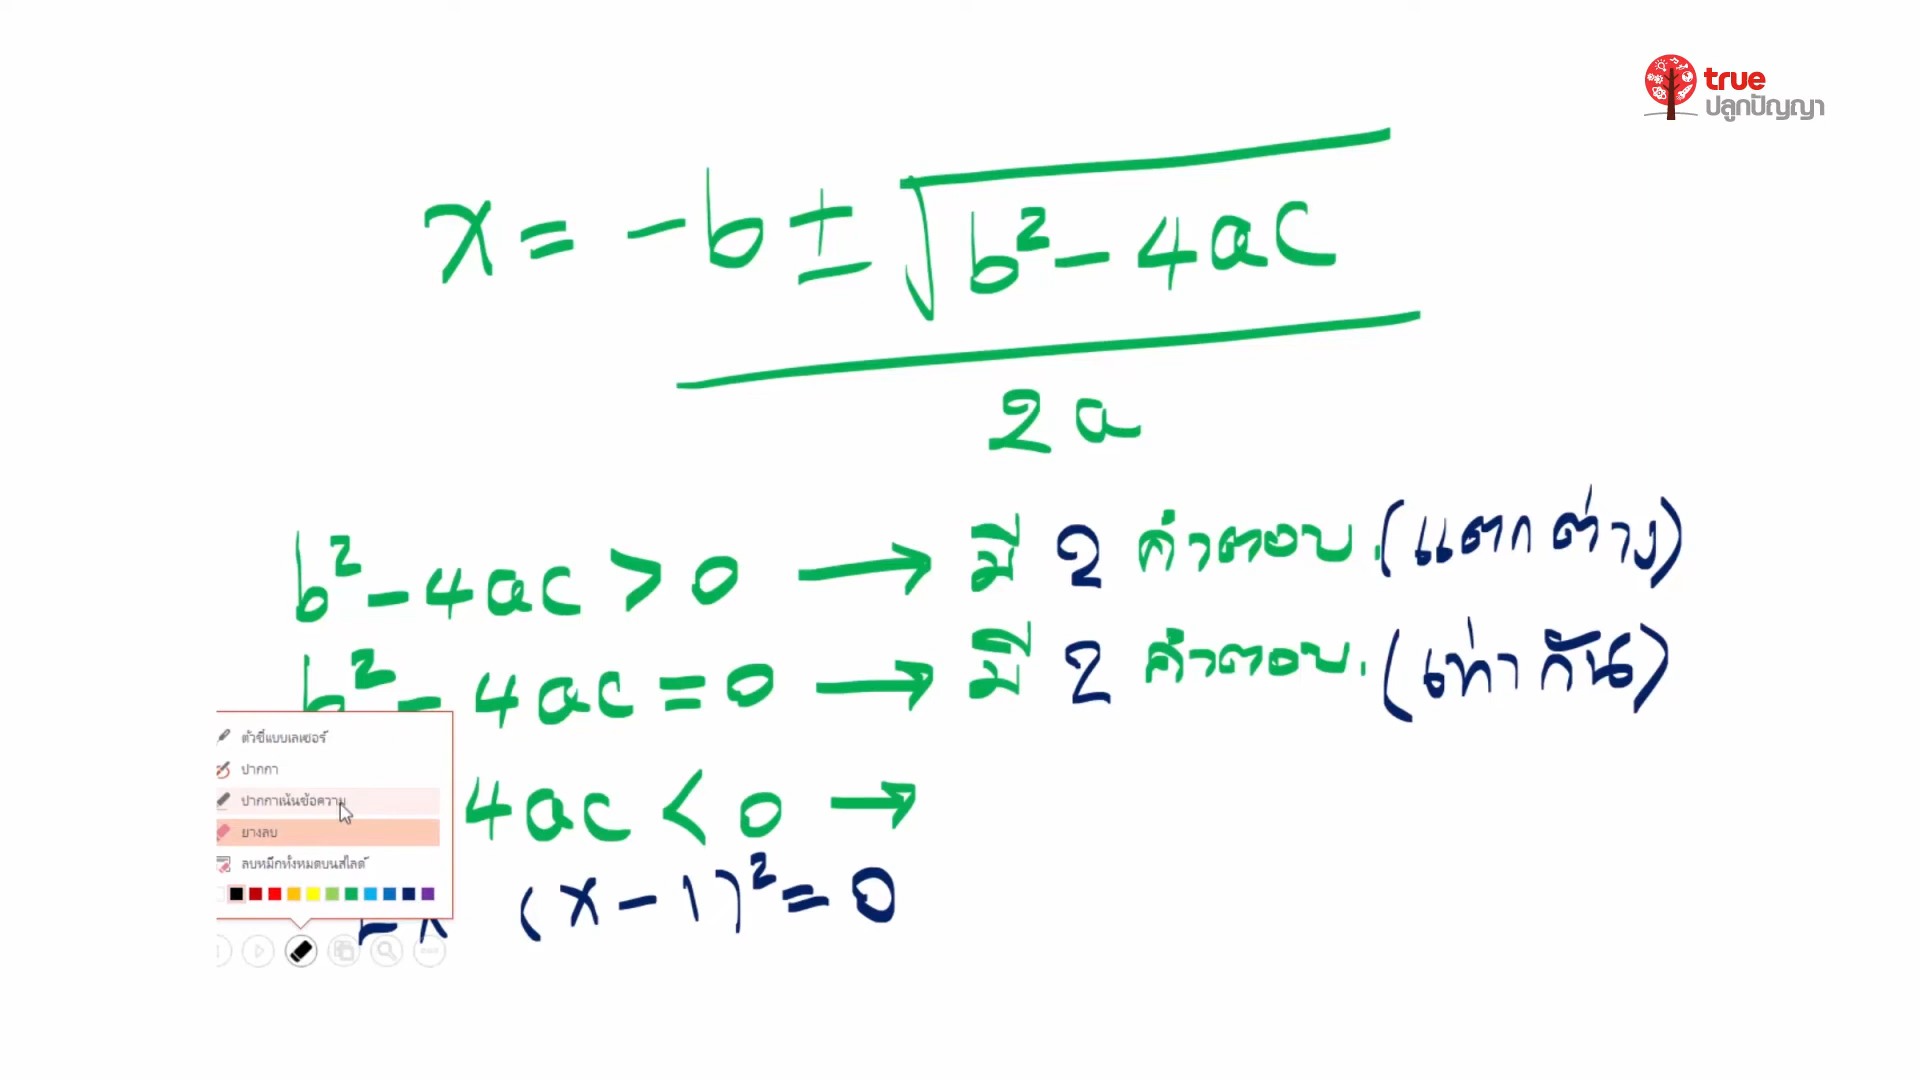 true
ปลูกปัญญา
x = -b ± √b² - 4ac
2a
b² - 4ac > 0 → มี 2 คำตอบ. (แตกต่าง)
b² - 4ac = 0 → มี 2 คำตอบ. (เท่ากัน)
4ac < 0 →
(x - 1)² = 0
ตัวชี้แบบเลเซอร์
ปากกา
ปากกาเน้นข้อความ
ยางลบ
ลบหมึกทั้งหมดบนสไลด์